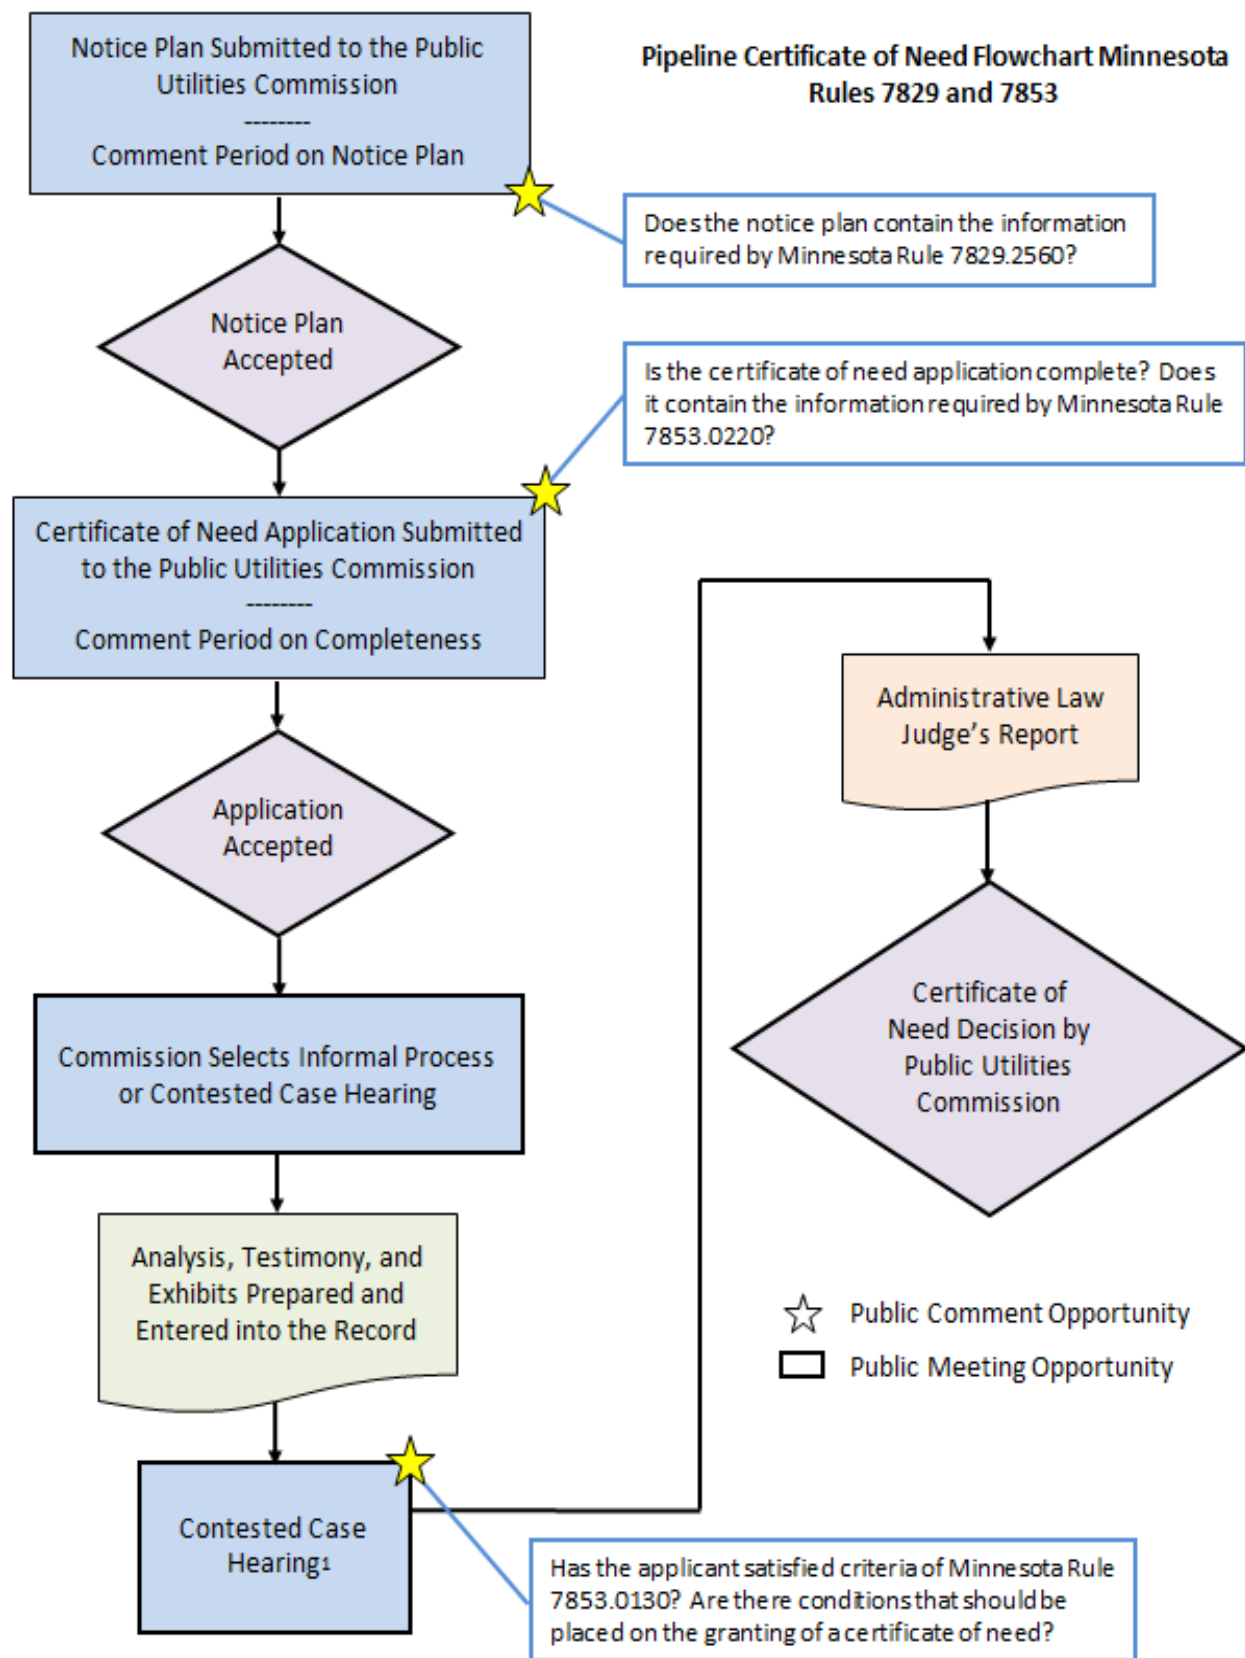 Pipeline Certificate of Need Flowchart Minnesota
Rules 7829 and 7853
Notice Plan Submitted to the Public
Utilities Commission
--------
Comment Period on Notice Plan
Does the notice plan contain the information
required by Minnesota Rule 7829.2560?
Notice Plan
Accepted
Is the certificate of need application complete? Does
it contain the information required by Minnesota Rule
7853.0220?
Certificate of Need Application Submitted
to the Public Utilities Commission
--------
Comment Period on Completeness
Application
Accepted
Commission Selects Informal Process
or Contested Case Hearing
Analysis, Testimony, and
Exhibits Prepared and
Entered into the Record
Contested Case
Hearing1
Has the applicant satisfied criteria of Minnesota Rule
7853.0130? Are there conditions that should be
placed on the granting of a certificate of need?
Administrative Law
Judge's Report
Certificate of
Need Decision by
Public Utilities
Commission
Public Comment Opportunity
Public Meeting Opportunity